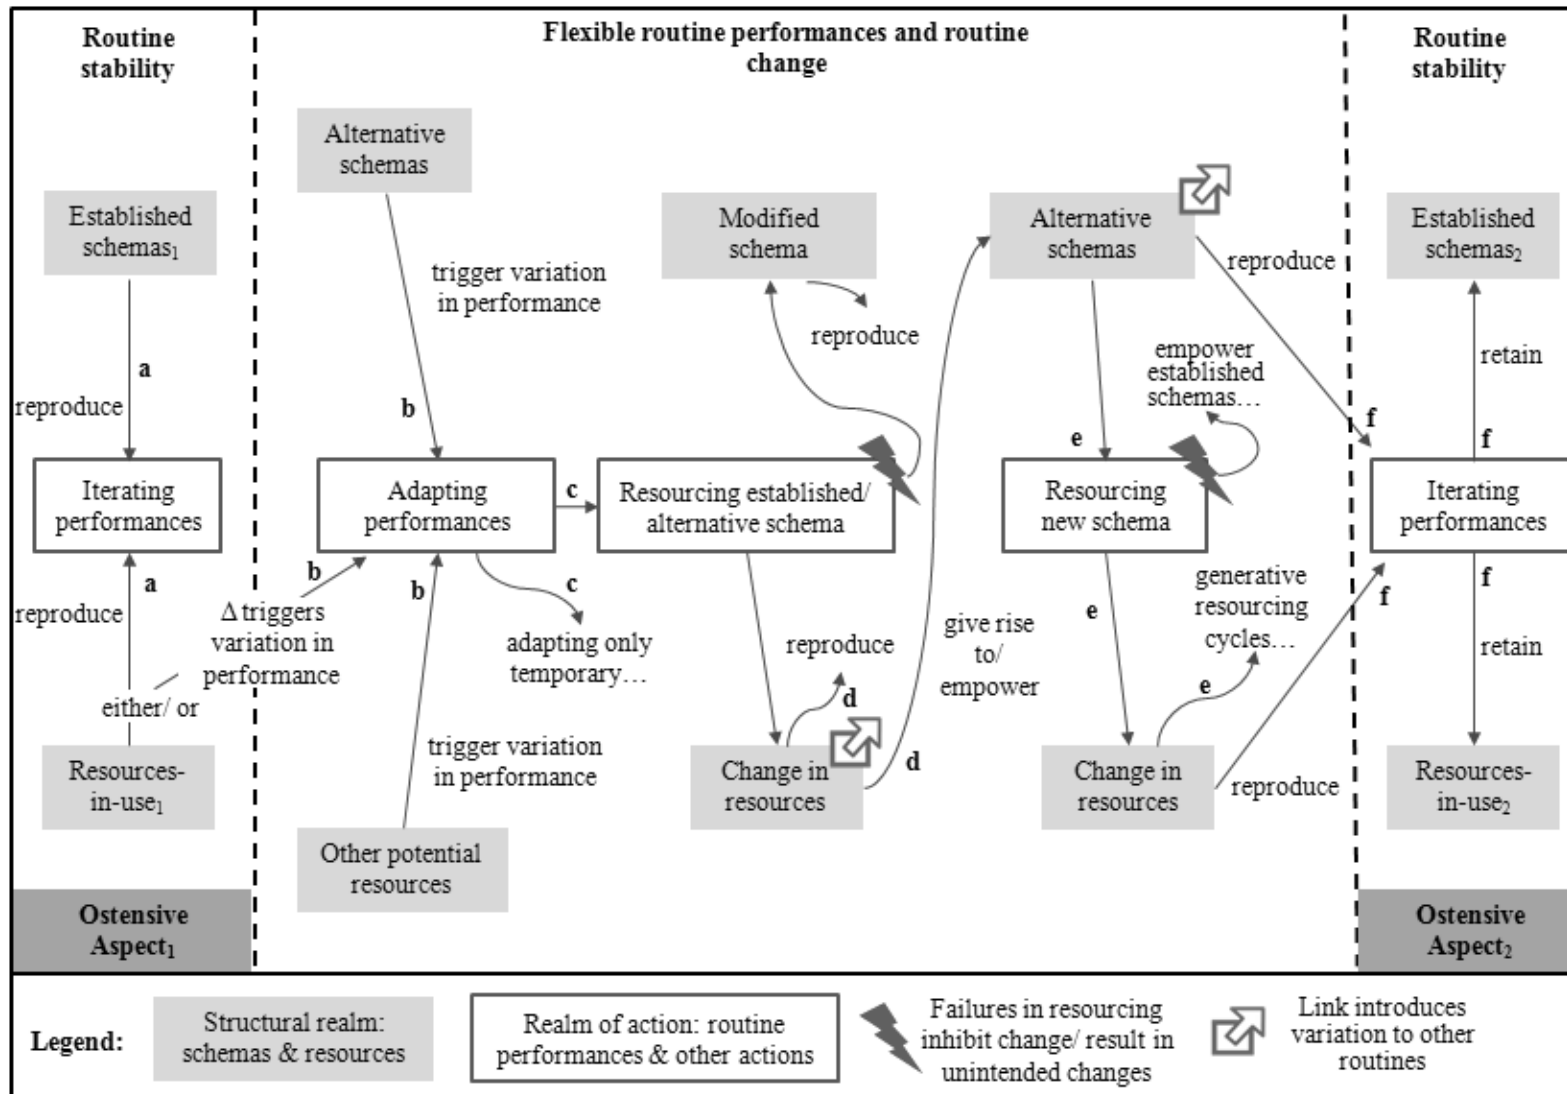 Routine
stability
Flexible routine performances and routine
change
Routine
stability
Alternative
schemas
Established
schemas₁
Modified
schema
Alternative
schemas
Established
schemas₂
trigger variation
in performance
reproduce
reproduce
empower
established
schemas…
retain
a
reproduce
b
e
f
f
Iterating
performances
Adapting
performances
c
Resourcing established/
alternative schema
Resourcing
new schema
Iterating
performances
a
reproduce
b
b
c
Δ triggers
variation in
performance
adapting only
temporary…
reproduce
d
give rise
to/
empower
e
generative
resourcing
cycles…
e
f
f
retain
either/ or
trigger variation
in performance
d
reproduce
Resources-
in-use₁
Change in
resources
Change in
resources
Resources-
in-use₂
Other potential
resources
Ostensive
Aspect₁
Ostensive
Aspect₂
Legend:
Structural realm:
schemas & resources
Realm of action: routine
performances & other actions
Failures in resourcing
inhibit change/ result in
unintended changes
Link introduces
variation to other
routines